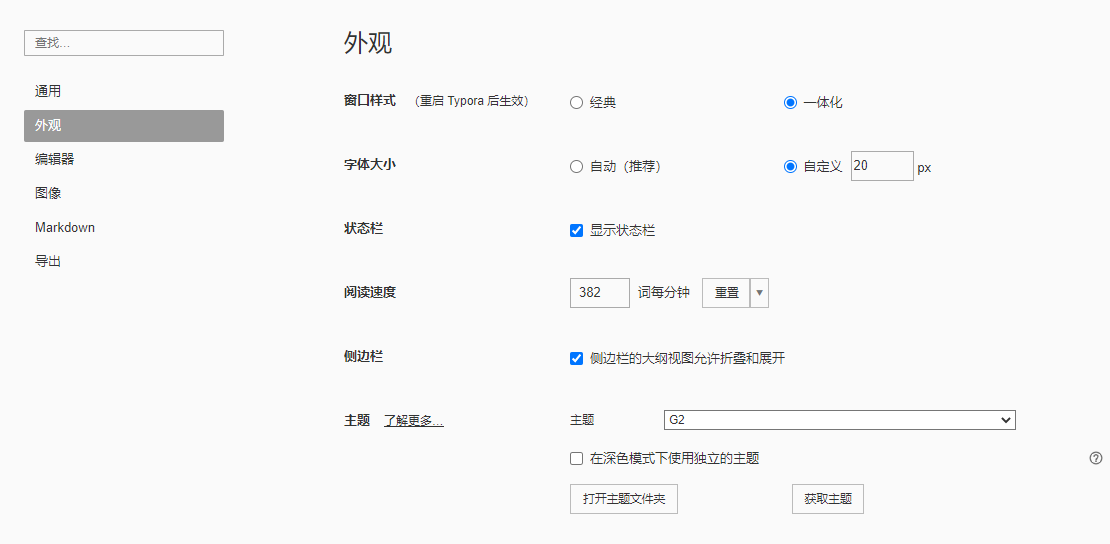 查找...
通用
外观
编辑器
图像
Markdown
导出
外观
窗口样式 （重启 Typora 后生效） 经典 一体化
字体大小 自动（推荐） 自定义 20 px
状态栏 显示状态栏
阅读速度 382 词每分钟 重置
侧边栏 侧边栏的大纲视图允许折叠和展开
主题 了解更多... 主题 G2
在深色模式下使用独立的主题
打开主题文件夹 获取主题